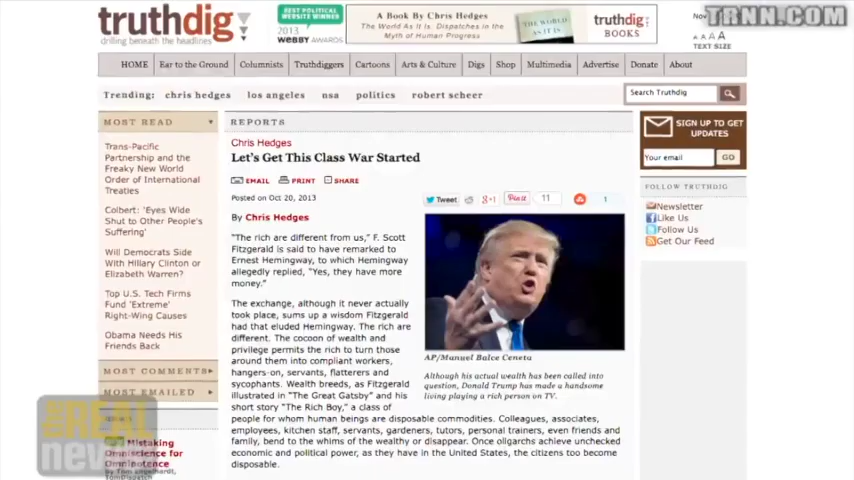 TRNN.COM
truthdig
drilling beneath the headlines
BEST POLITICAL
WEBSITE WINNER
2013
WEBBY AWARDS
A Book By Chris Hedges
The World As It Is: Dispatches on the
Myth of Human Progress
THE WORLD
AS IT IS
truthdig
BOOKS
Nov
TEXT SIZE
HOME
Ear to the Ground
Columnists
Truthdiggers
Cartoons
Arts & Culture
Digs
Shop
Multimedia
Advertise
Donate
About
Trending: chris hedges los angeles nsa politics robert scheer
Search Truthdig
MOST READ
Trans-Pacific
Partnership and the
Freaky New World
Order of International
Treaties
Colbert: 'Eyes Wide
Shut to Other People's
Suffering'
Will Democrats Side
With Hillary Clinton or
Elizabeth Warren?
Top U.S. Tech Firms
Fund 'Extreme'
Right-Wing Causes
Obama Needs His
Friends Back
MOST COMMENTS
MOST EMAILED
Mistaking
Omniscience for
Omnipotence
By Tom Engelhardt,
TomDispatch
THE REAL
news
REPORTS
Chris Hedges
Let's Get This Class War Started
EMAIL PRINT SHARE
Posted on Oct 20, 2013
Tweet
+1
Pin it
11
1
By Chris Hedges
“The rich are different from us,” F. Scott
Fitzgerald is said to have remarked to
Ernest Hemingway, to which Hemingway
allegedly replied, “Yes, they have more
money.”
The exchange, although it never actually
took place, sums up a wisdom Fitzgerald
had that eluded Hemingway. The rich are
different. The cocoon of wealth and
privilege permits the rich to turn those
around them into compliant workers,
hangers-on, servants, flatterers and
sycophants. Wealth breeds, as Fitzgerald
illustrated in “The Great Gatsby” and his
short story “The Rich Boy,” a class of
people for whom human beings are disposable commodities. Colleagues, associates,
employees, kitchen staff, servants, gardeners, tutors, personal trainers, even friends and
family, bend to the whims of the wealthy or disappear. Once oligarchs achieve unchecked
economic and political power, as they have in the United States, the citizens too become
disposable.
AP/Manuel Balce Ceneta
Although his actual wealth has been called into
question, Donald Trump has made a handsome
living playing a rich person on TV.
SIGN UP TO GET
UPDATES
Your email
GO
FOLLOW TRUTHDIG
Newsletter
Like Us
Follow Us
Get Our Feed